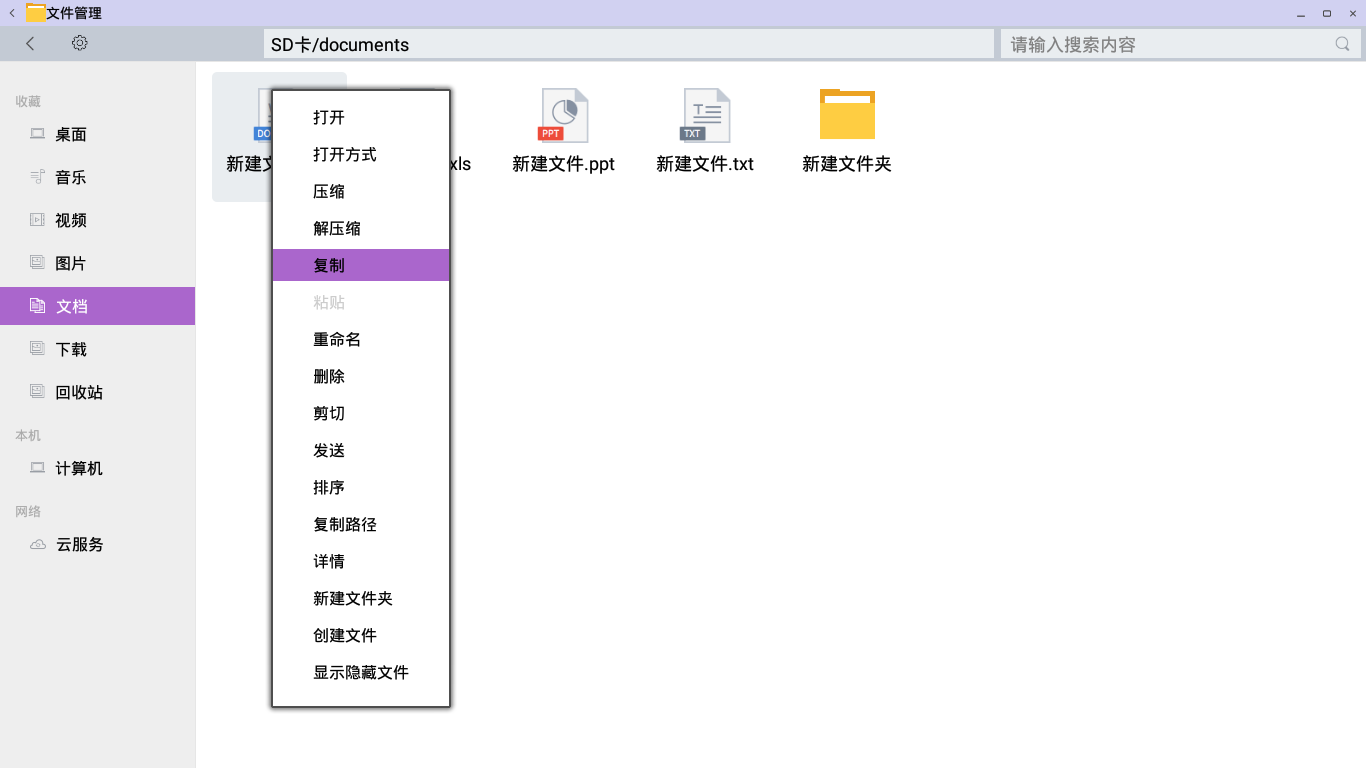 文件管理
SD卡/documents
请输入搜索内容
收藏
桌面
音乐
视频
图片
文档
下载
回收站
本机
计算机
网络
云服务
DO
PPT
TXT
新建文
xls
新建文件.ppt
新建文件.txt
新建文件夹
打开
打开方式
压缩
解压缩
复制
粘贴
重命名
删除
剪切
发送
排序
复制路径
详情
新建文件夹
创建文件
显示隐藏文件